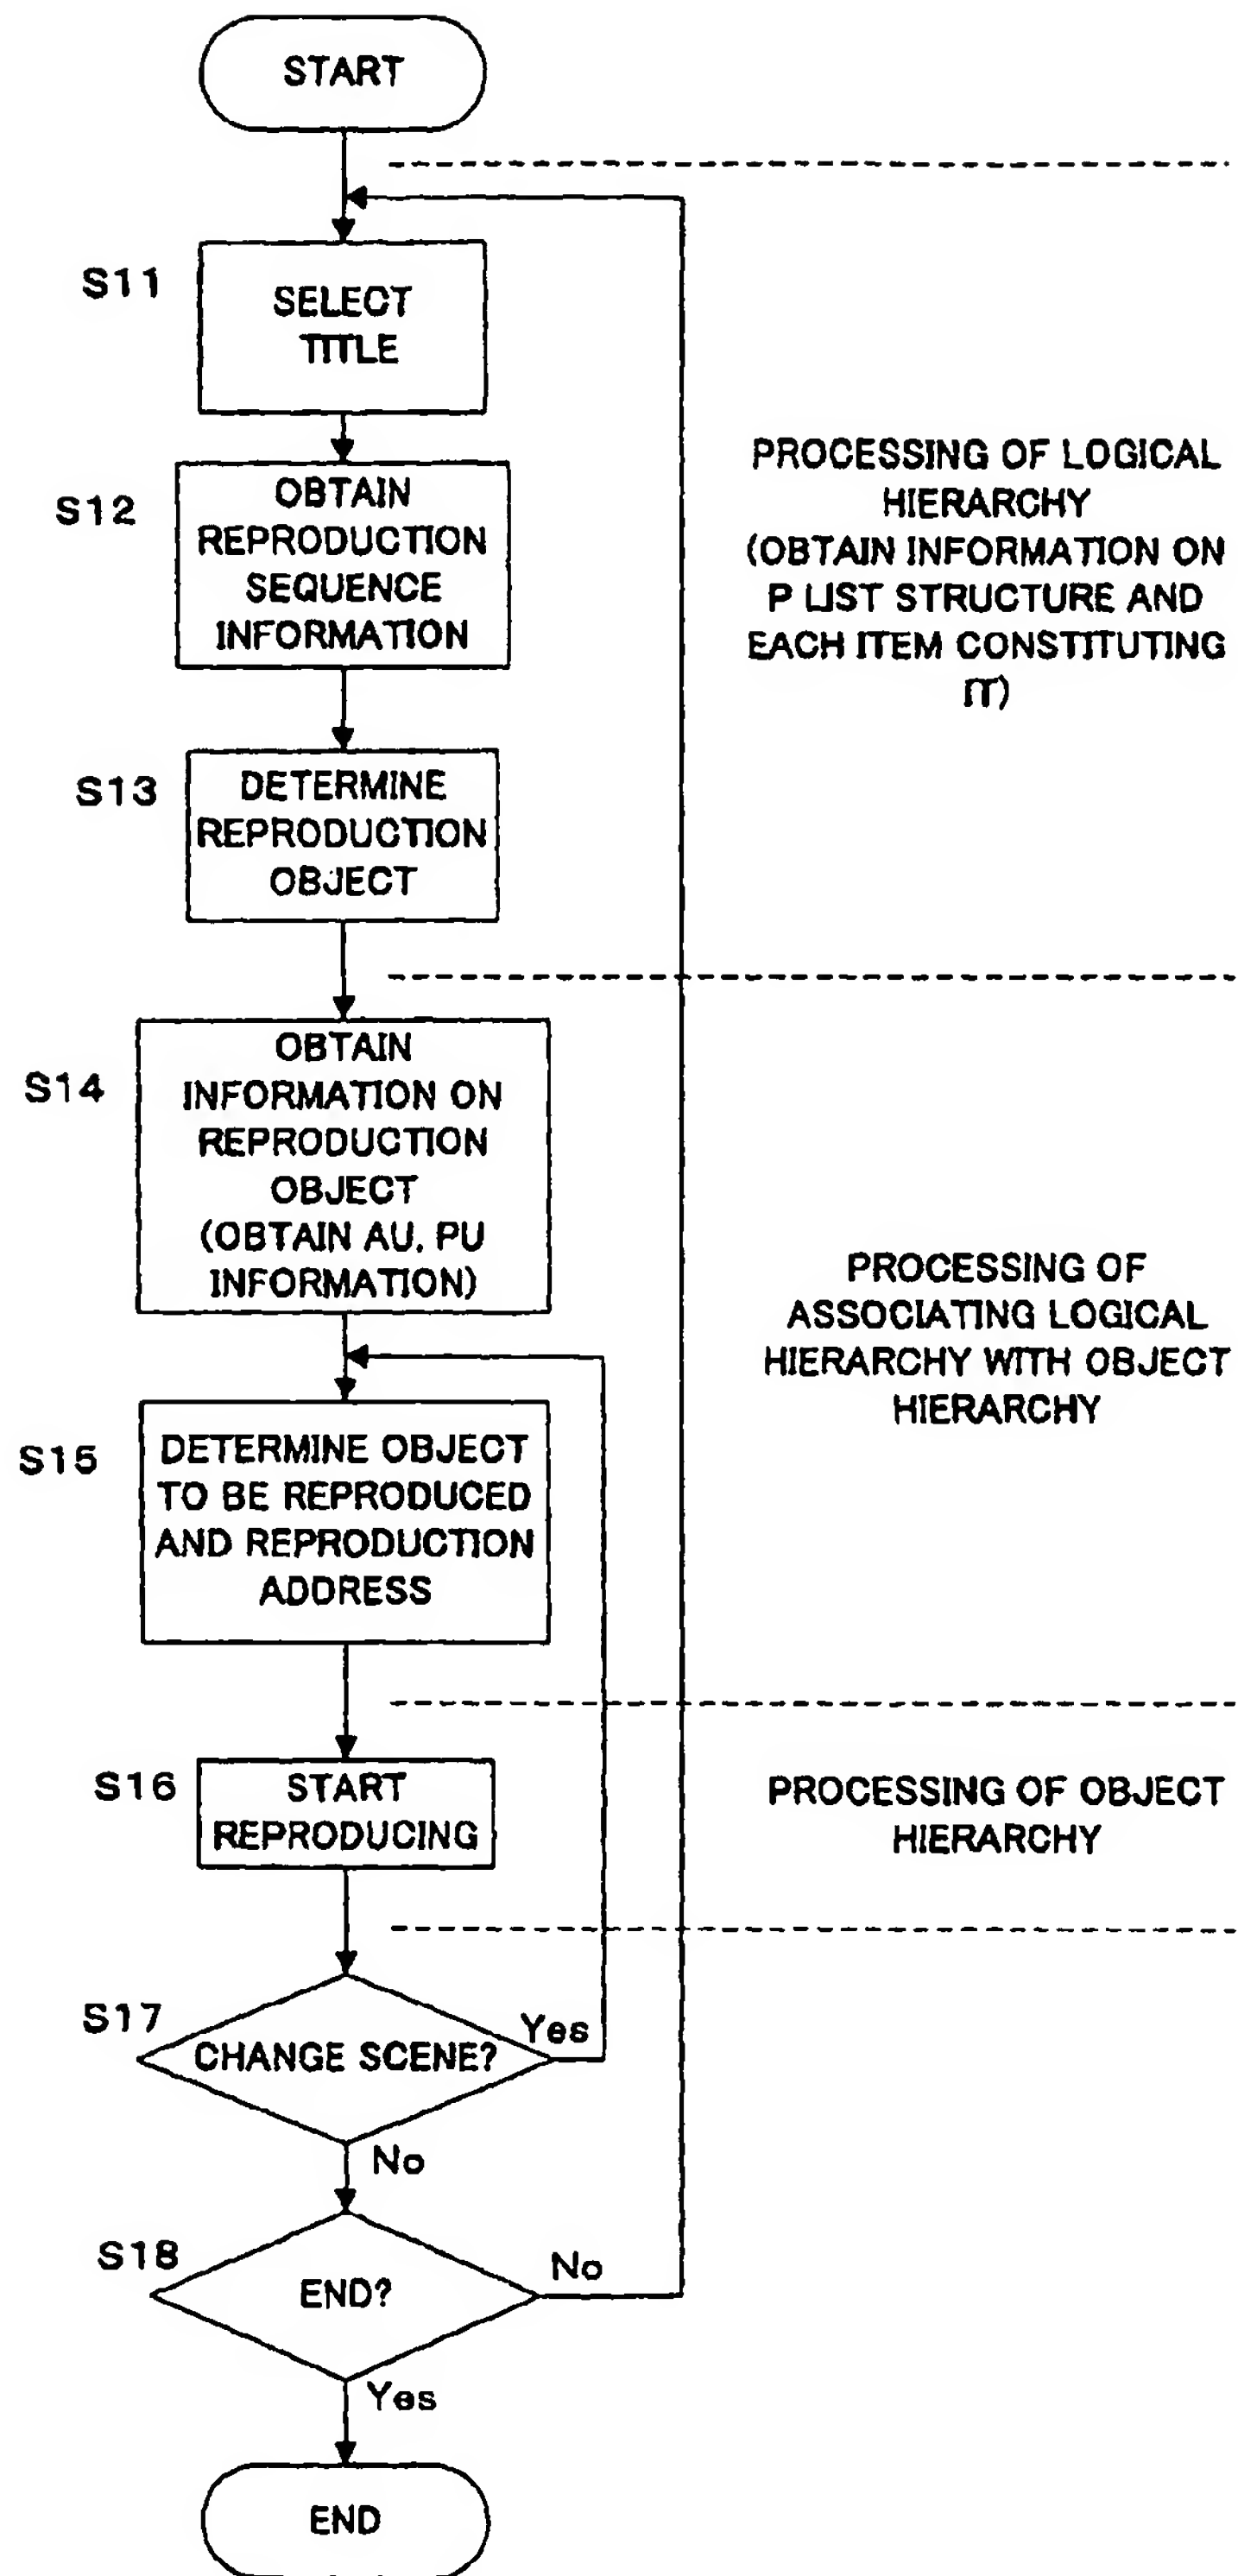 START
S11
SELECT
TITLE
S12
OBTAIN
REPRODUCTION
SEQUENCE
INFORMATION
PROCESSING OF LOGICAL
HIERARCHY
(OBTAIN INFORMATION ON
P LIST STRUCTURE AND
EACH ITEM CONSTITUTING
IT)
S13
DETERMINE
REPRODUCTION
OBJECT
S14
OBTAIN
INFORMATION ON
REPRODUCTION
OBJECT
(OBTAIN AU, PU
INFORMATION)
PROCESSING OF
ASSOCIATING LOGICAL
HIERARCHY WITH OBJECT
HIERARCHY
S15
DETERMINE OBJECT
TO BE REPRODUCED
AND REPRODUCTION
ADDRESS
S16
START
REPRODUCING
PROCESSING OF OBJECT
HIERARCHY
S17
CHANGE SCENE?
Yes
No
S18
END?
No
Yes
END